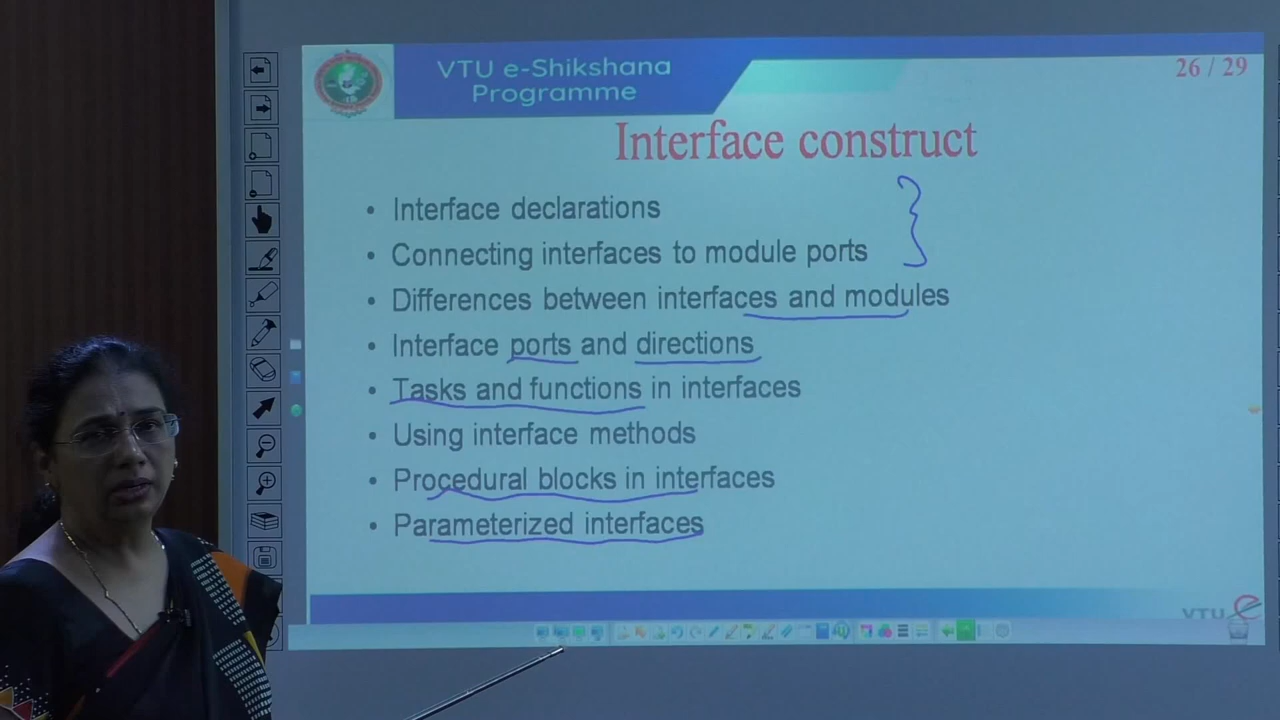 VTU e-Shikshana
Programme
26 / 29
Interface construct
• Interface declarations
• Connecting interfaces to module ports
• Differences between interfaces and modules
• Interface ports and directions
• Tasks and functions in interfaces
• Using interface methods
• Procedural blocks in interfaces
• Parameterized interfaces
VTU e